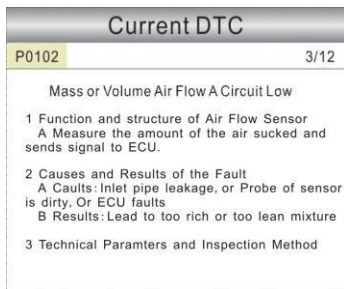 Current DTC
P0102 3/12
Mass or Volume Air Flow A Circuit Low
1 Function and structure of Air Flow Sensor
A Measure the amount of the air sucked and
sends signal to ECU.
2 Causes and Results of the Fault
A Caults: Inlet pipe leakage, or Probe of sensor
is dirty, Or ECU faults
B Results: Lead to too rich or too lean mixture
3 Technical Paramters and Inspection Method